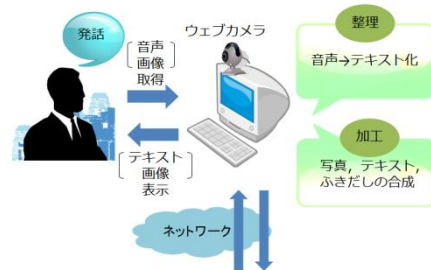 発話
音声
画像
取得
ウェブカメラ
整理
音声→テキスト化
テキスト
画像
表示
加工
写真，テキスト，
ふきだしの合成
ネットワーク